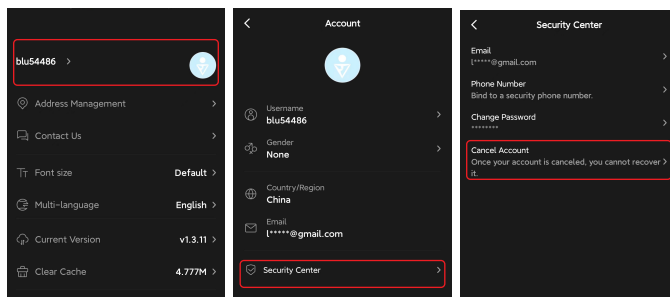 blu54486
Address Management
Contact Us
Font size Default
Multi-language English
Current Version v1.3.11
Clear Cache 4.777M
Account
Username
blu54486
Gender
None
Country/Region
China
Email
l*****@gmail.com
Security Center
Security Center
Email
l*****@gmail.com
Phone Number
Bind to a security phone number.
Change Password
********
Cancel Account
Once your account is canceled, you cannot recover
it.